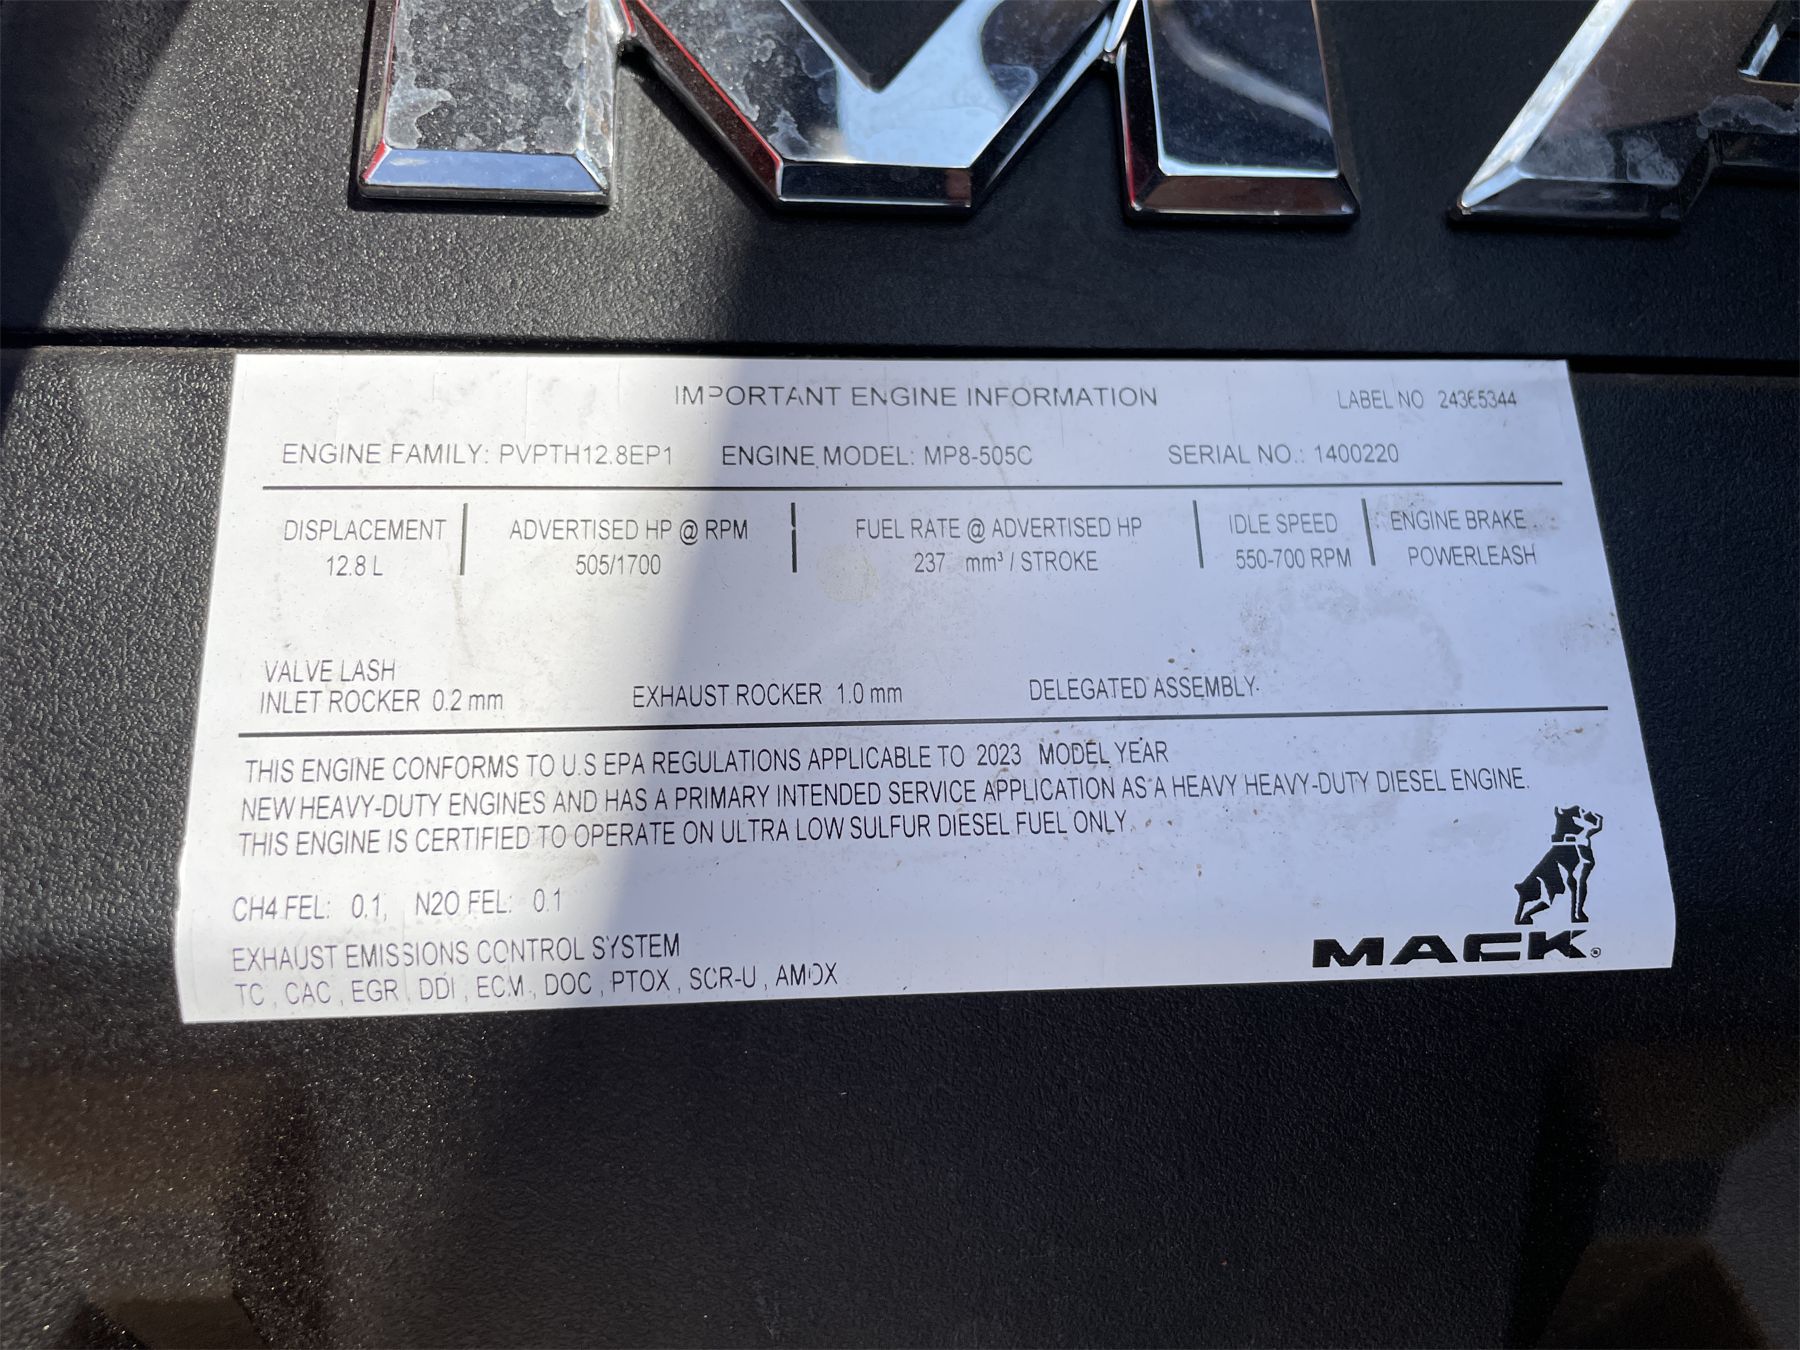 MA
IMPORTANT ENGINE INFORMATION LABEL NO 24365344
ENGINE FAMILY: PVPTH12.8EP1 ENGINE MODEL: MP8-505C SERIAL NO.: 1400220
DISPLACEMENT ADVERTISED HP @ RPM FUEL RATE @ ADVERTISED HP IDLE SPEED ENGINE BRAKE
12.8 L 505/1700 237 mm³ / STROKE 550-700 RPM POWERLEASH
VALVE LASH
INLET ROCKER 0.2 mm EXHAUST ROCKER 1.0 mm DELEGATED ASSEMBLY
THIS ENGINE CONFORMS TO U.S EPA REGULATIONS APPLICABLE TO 2023 MODEL YEAR
NEW HEAVY-DUTY ENGINES AND HAS A PRIMARY INTENDED SERVICE APPLICATION AS A HEAVY HEAVY-DUTY DIESEL ENGINE.
THIS ENGINE IS CERTIFIED TO OPERATE ON ULTRA LOW SULFUR DIESEL FUEL ONLY.
CH4 FEL: 0.1, N2O FEL: 0.1
EXHAUST EMISSIONS CONTROL SYSTEM
TC , CAC , EGR , DDI , ECM , DOC , PTOX , SCR-U , AMOX
MACK®